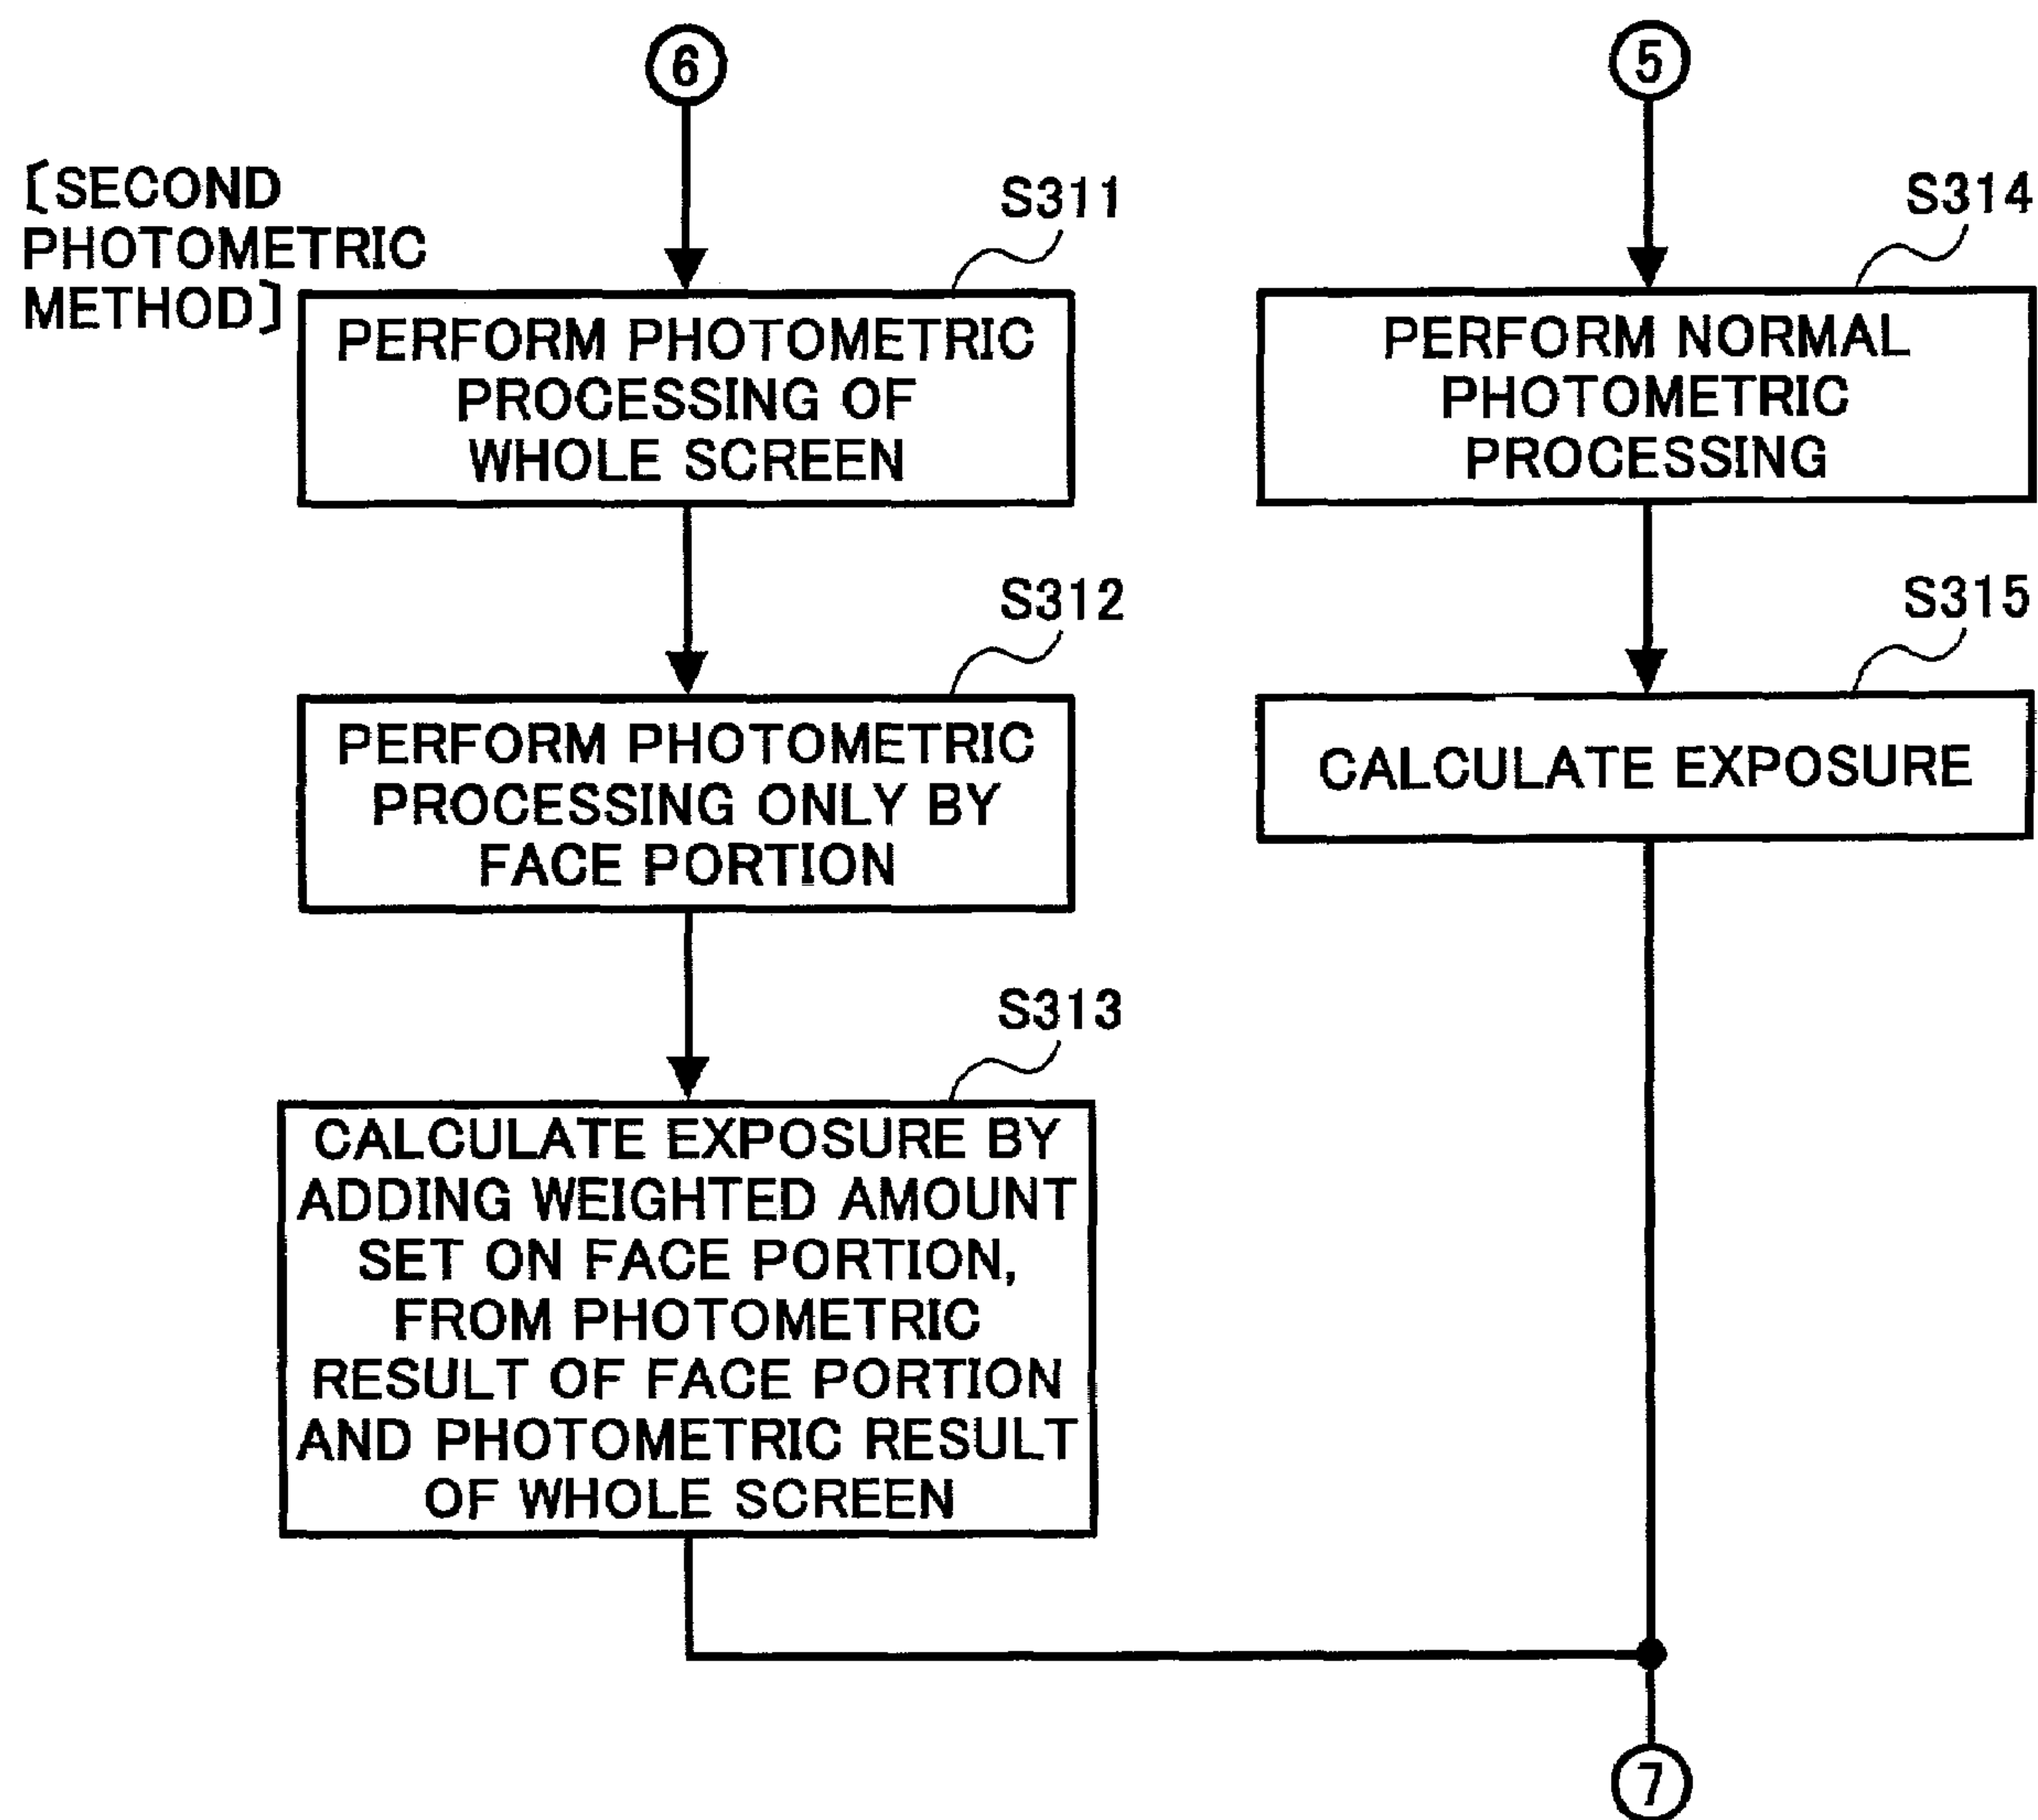 6
[SECOND
PHOTOMETRIC
METHOD]
S311
PERFORM PHOTOMETRIC
PROCESSING OF
WHOLE SCREEN
S312
PERFORM PHOTOMETRIC
PROCESSING ONLY BY
FACE PORTION
S313
CALCULATE EXPOSURE BY
ADDING WEIGHTED AMOUNT
SET ON FACE PORTION,
FROM PHOTOMETRIC
RESULT OF FACE PORTION
AND PHOTOMETRIC RESULT
OF WHOLE SCREEN
5
S314
PERFORM NORMAL
PHOTOMETRIC
PROCESSING
S315
CALCULATE EXPOSURE
7